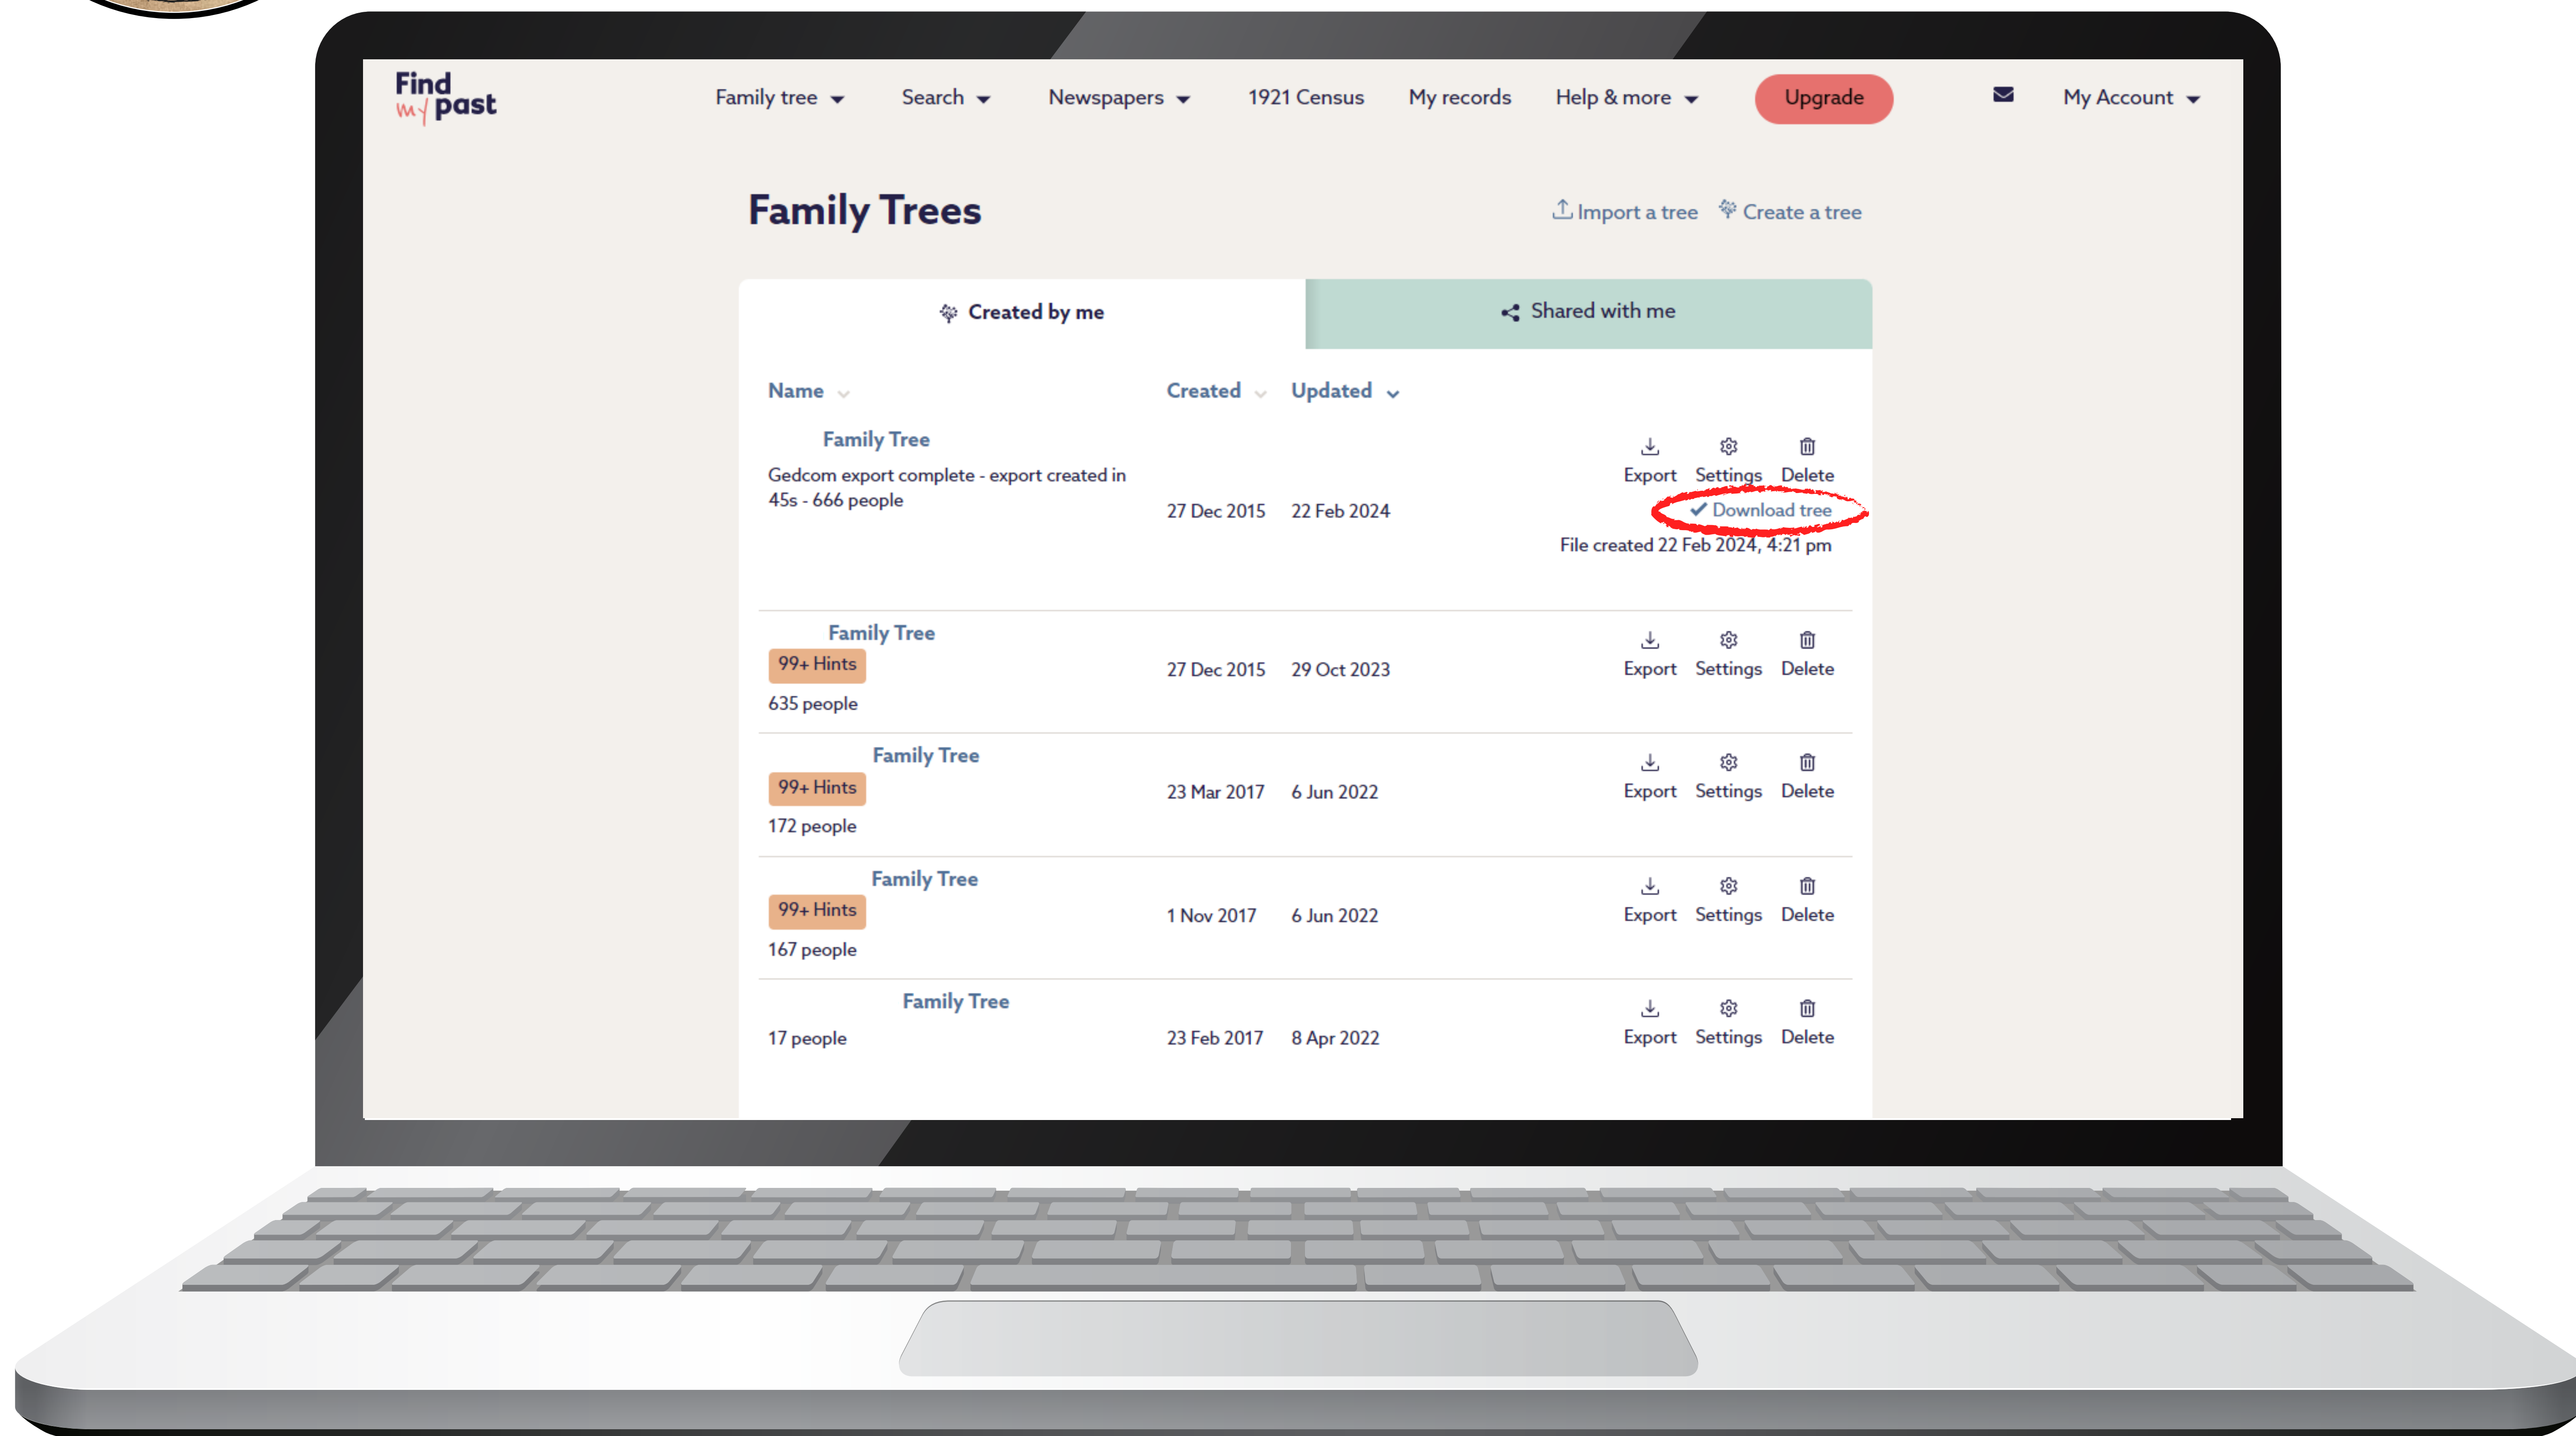 Find
my past
Family tree
Search
Newspapers
1921 Census
My records
Help & more
Upgrade
My Account
Family Trees
Import a tree
Create a tree
Created by me
Shared with me
Name
Created
Updated
Family Tree
Gedcom export complete - export created in
45s - 666 people
27 Dec 2015
22 Feb 2024
Export
Settings
Delete
Download tree
File created 22 Feb 2024, 4:21 pm
Family Tree
99+ Hints
635 people
27 Dec 2015
29 Oct 2023
Export
Settings
Delete
Family Tree
99+ Hints
172 people
23 Mar 2017
6 Jun 2022
Export
Settings
Delete
Family Tree
99+ Hints
167 people
1 Nov 2017
6 Jun 2022
Export
Settings
Delete
Family Tree
17 people
23 Feb 2017
8 Apr 2022
Export
Settings
Delete